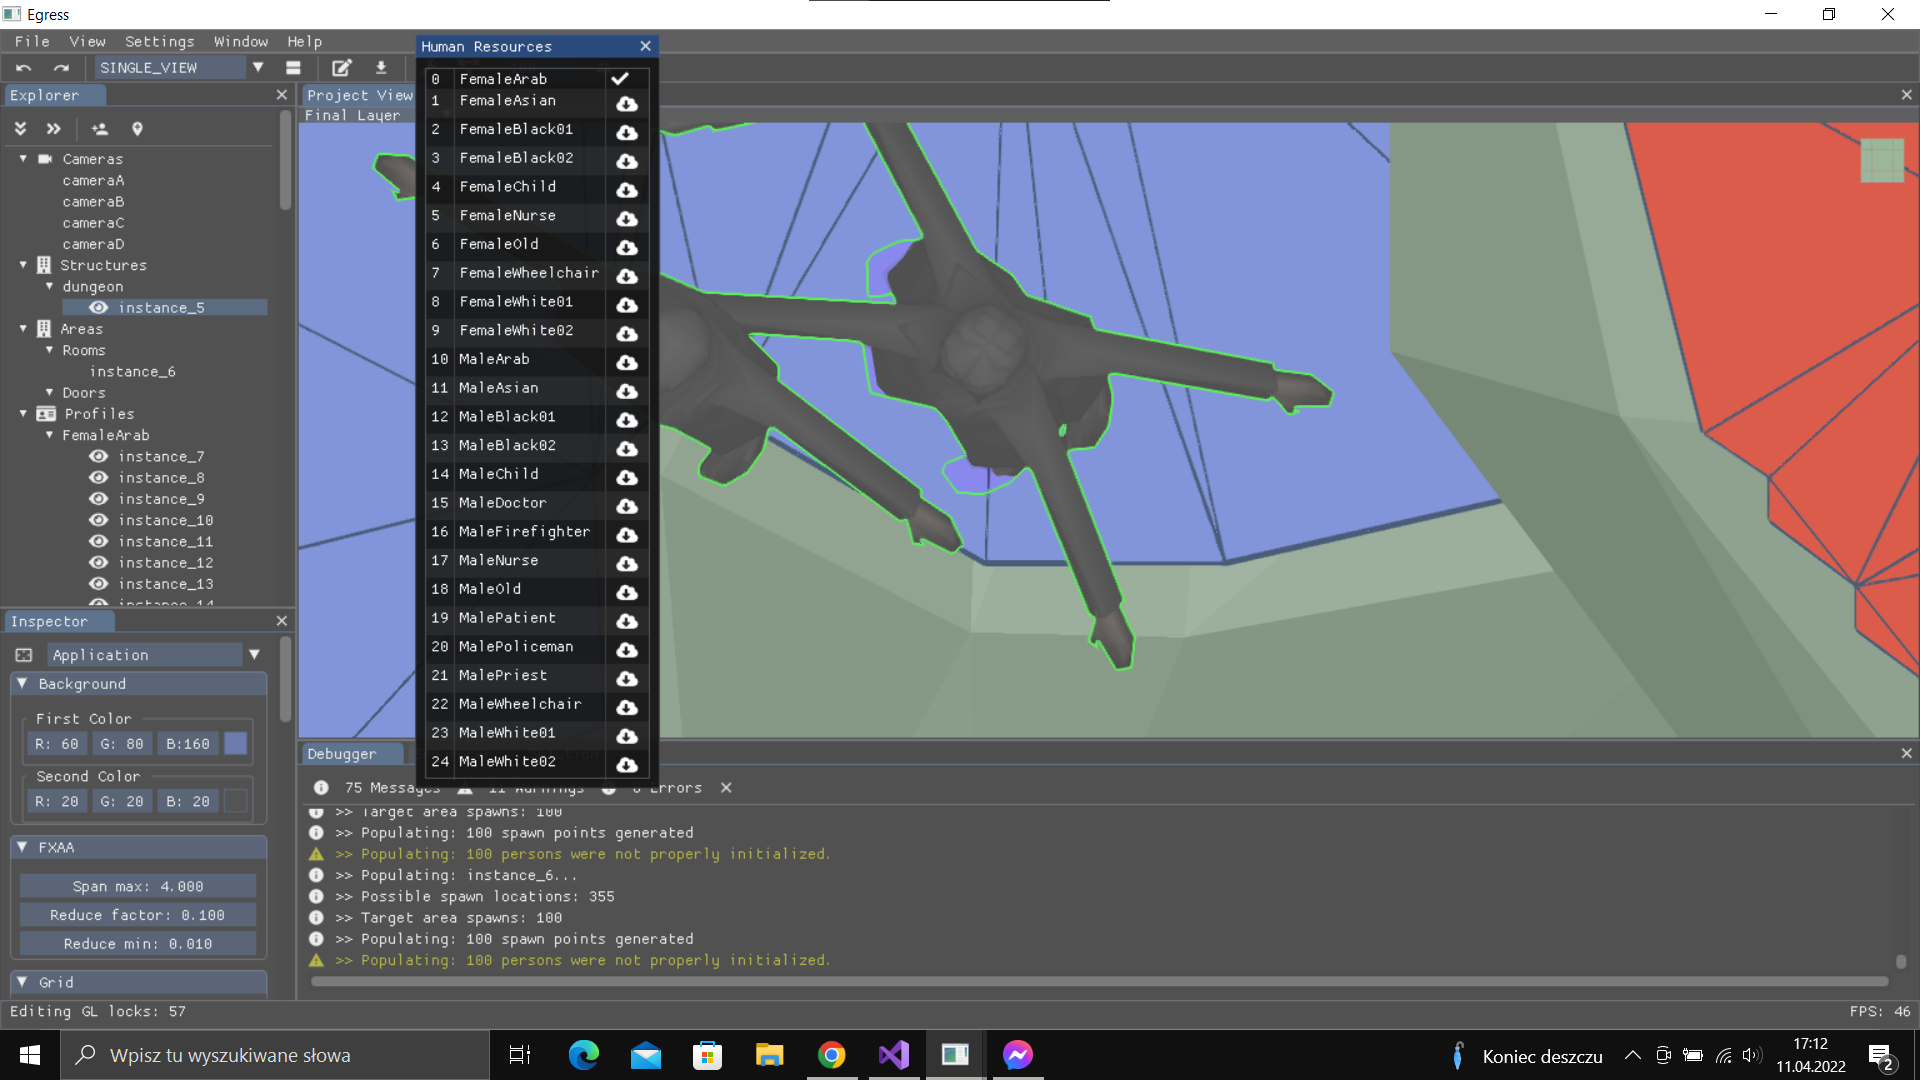 Egress
File View Settings Window Help
SINGLE_VIEW
Explorer
Cameras
cameraA
cameraB
cameraC
cameraD
Structures
dungeon
instance_5
Areas
Rooms
instance_6
Doors
Profiles
FemaleArab
instance_7
instance_8
instance_9
instance_10
instance_11
instance_12
instance_13
instance_14
Inspector
Application
Background
First Color
R: 60 G: 80 B:160
Second Color
R: 20 G: 20 B: 20
FXAA
Span max: 4.000
Reduce factor: 0.100
Reduce min: 0.010
Grid
Human Resources
0 FemaleArab
1 FemaleAsian
2 FemaleBlack01
3 FemaleBlack02
4 FemaleChild
5 FemaleNurse
6 FemaleOld
7 FemaleWheelchair
8 FemaleWhite01
9 FemaleWhite02
10 MaleArab
11 MaleAsian
12 MaleBlack01
13 MaleBlack02
14 MaleChild
15 MaleDoctor
16 MaleFirefighter
17 MaleNurse
18 MaleOld
19 MalePatient
20 MalePoliceman
21 MalePriest
22 MaleWheelchair
23 MaleWhite01
24 MaleWhite02
Project View
Final Layer
Debugger
75 Messages 11 Warnings Errors
>> Target area spawns: 100
>> Populating: 100 spawn points generated
>> Populating: 100 persons were not properly initialized.
>> Populating: instance_6...
>> Possible spawn locations: 355
>> Target area spawns: 100
>> Populating: 100 spawn points generated
>> Populating: 100 persons were not properly initialized.
Editing GL locks: 57
FPS: 46
Wpisz tu wyszukiwane słowa
Koniec deszczu
17:12
11.04.2022
2